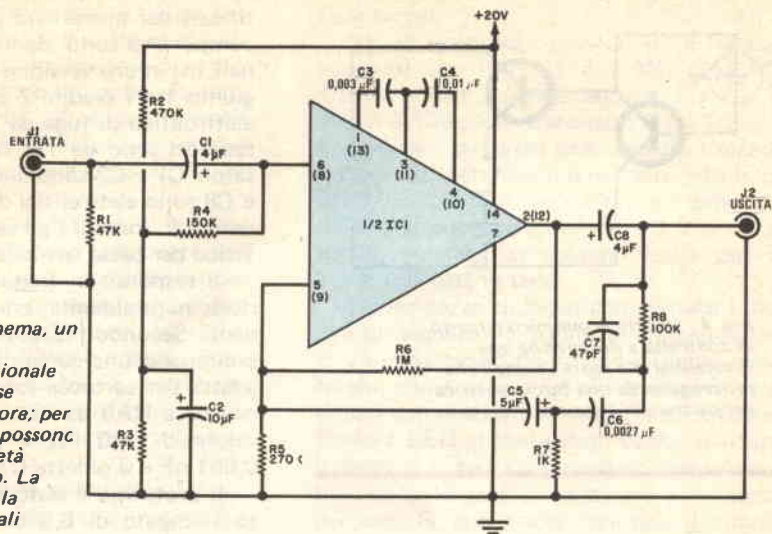 +20V
R2
470K
C3
0,003 µF
C4
0,01 µF
J1
ENTRATA
C1
4µF
+
1
(13)
3
(11)
4
(10)
6
(8)
14
2(12)
7
1/2 IC1
R1
47K
R4
150K
5
(9)
+
C8
4µF
J2
USCITA
R6
1M
C7
47pF
R8
100K
R3
47K
+
C2
10µF
R5
C5
5µF
+
C6
0,0027 µF
R7
1K
ema, un
ionale
se
ore; per
possono
età
o. La
la
ali